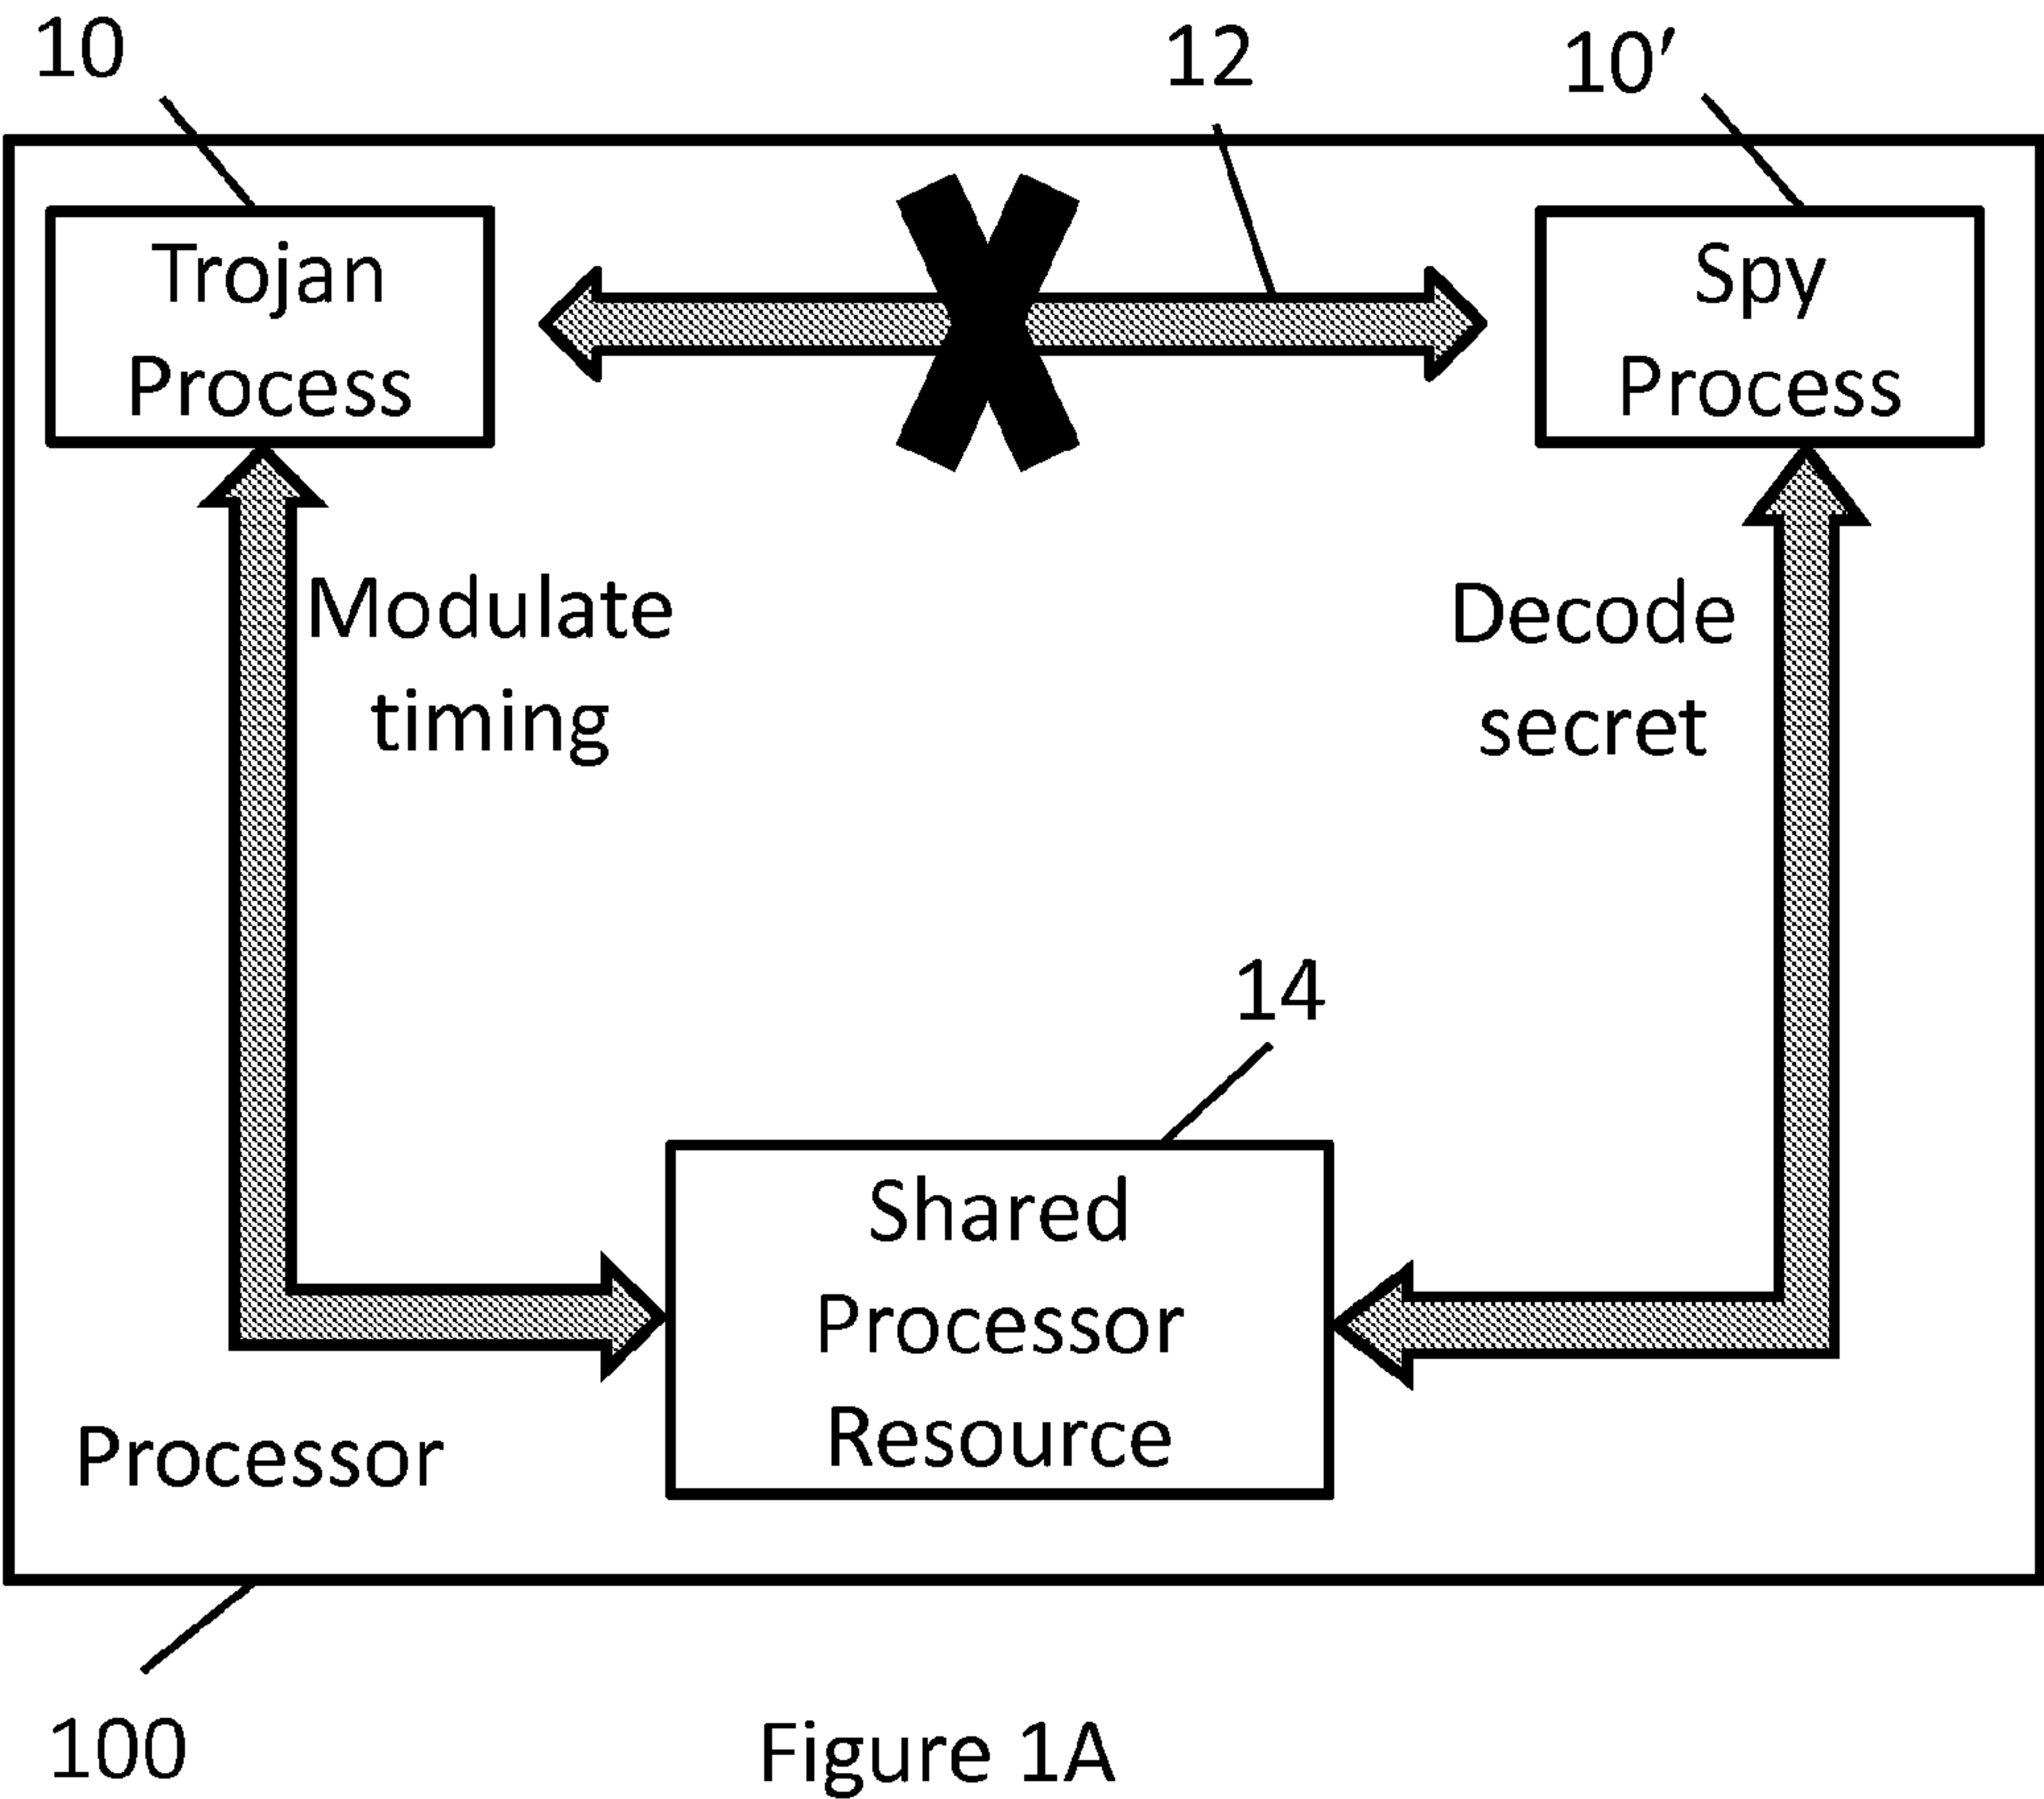 10
12
10′
Trojan
Process
Spy
Process
Modulate
timing
Decode
secret
14
Shared
Processor
Resource
Processor
100
Figure 1A